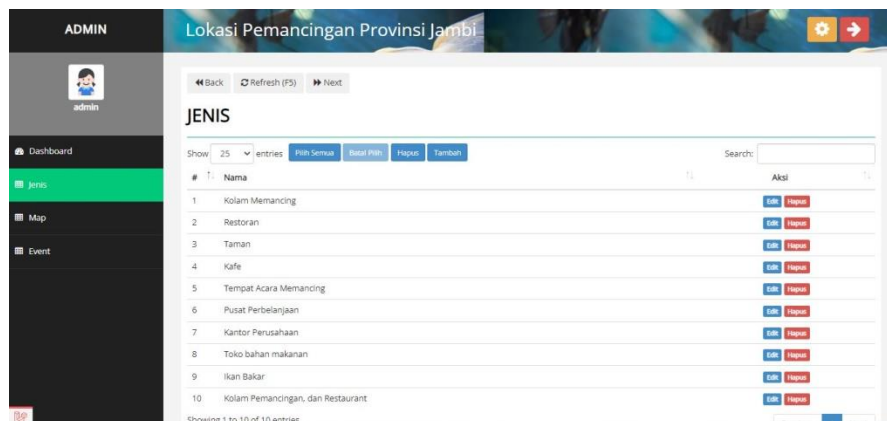 ADMIN
Lokasi Pemancingan Provinsi Jambi
admin
Back Refresh (F5) Next
JENIS
Dashboard
Jenis
Map
Event
Show 25 entries Pilih Semua Batal Pilih Hapus Tambah Search:
# Nama Aksi
1 Kolam Memancing Edit Hapus
2 Restoran Edit Hapus
3 Taman Edit Hapus
4 Kafe Edit Hapus
5 Tempat Acara Memancing Edit Hapus
6 Pusat Perbelanjaan Edit Hapus
7 Kantor Perusahaan Edit Hapus
8 Toko bahan makanan Edit Hapus
9 Ikan Bakar Edit Hapus
10 Kolam Pemancingan, dan Restaurant Edit Hapus
Showing 1 to 10 of 10 entries